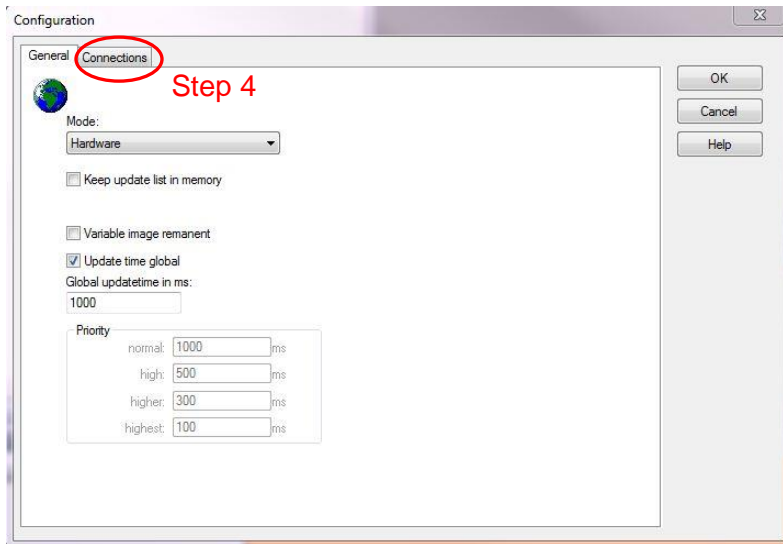 Configuration
General Connections
Step 4
OK
Cancel
Help
Mode:
Hardware
Keep update list in memory
Variable image remanent
Update time global
Global updatetime in ms:
1000
Priority
normal: 1000 ms
high: 500 ms
higher: 300 ms
highest: 100 ms